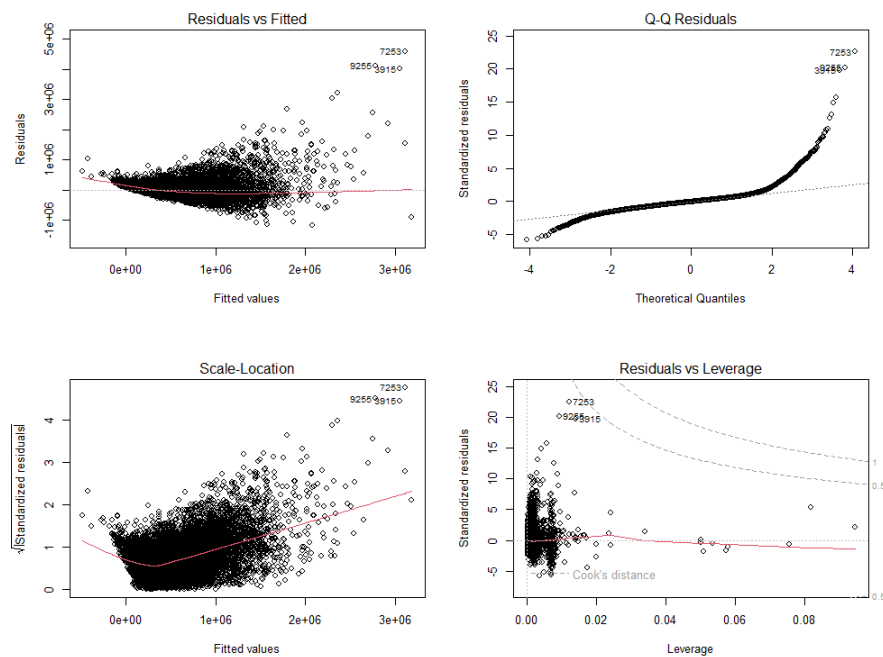 Residuals vs Fitted
Residuals
5e+06
3e+06
1e+06
-1e+06
7253
9255
3915
0e+00 1e+06 2e+06 3e+06
Fitted values
Q-Q Residuals
Standardized residuals
25
20
15
10
5
0
-5
7253
9255
3915
-4 -2 0 2 4
Theoretical Quantiles
Scale-Location
√|Standardized residuals|
4
3
2
1
0
7253
9255
3915
0e+00 1e+06 2e+06 3e+06
Fitted values
Residuals vs Leverage
Standardized residuals
25
20
15
10
5
0
-5
7253
9255
3915
1
0.5
Cook's distance
0.5
0.00 0.02 0.04 0.06 0.08
Leverage